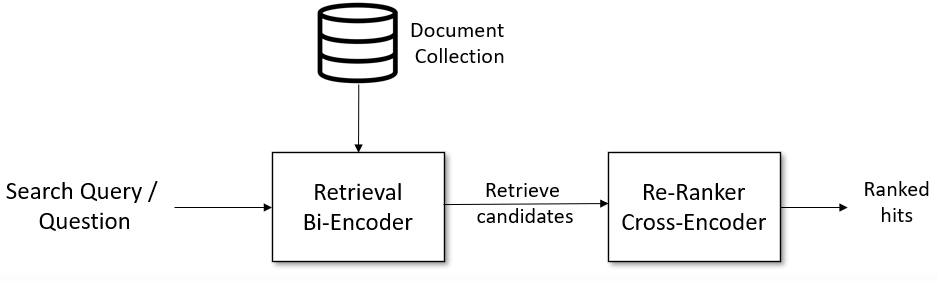 Document
Collection
Search Query /
Question
Retrieval
Bi-Encoder
Retrieve
candidates
Re-Ranker
Cross-Encoder
Ranked
hits